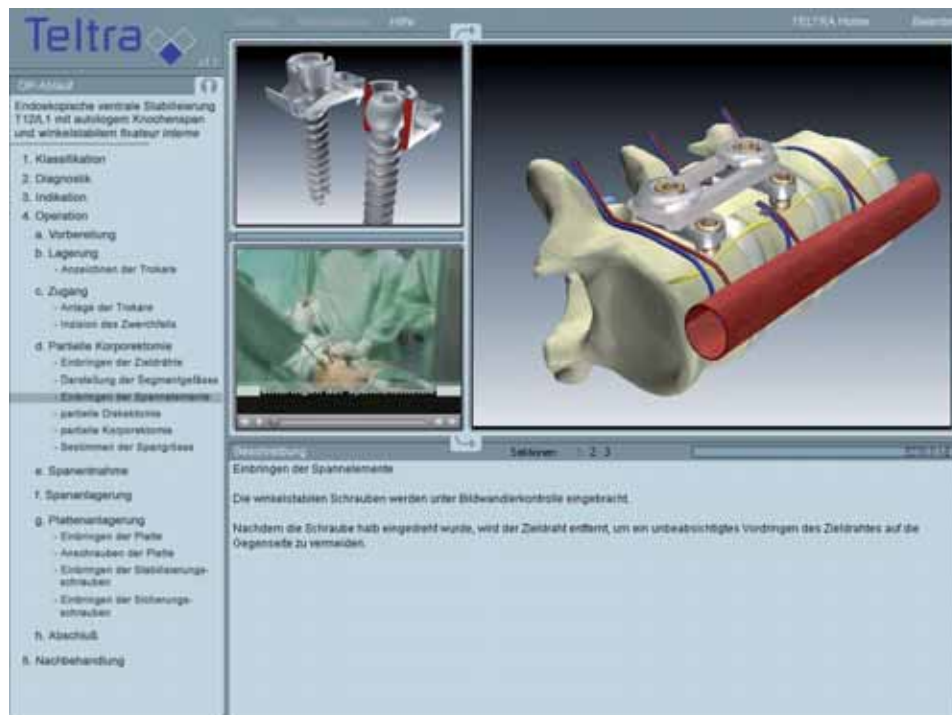 Teltra
Hilfe
TELTRA Home
OP-Ablauf
Endoskopische ventrale Stabilisierung
T12/L1 mit autologem Knochenspan
und winkelstabilem fixateur interne
1. Klassifikation
2. Diagnostik
3. Indikation
4. Operation
a. Vorbereitung
b. Lagerung
- Anzeichnen der Trokare
c. Zugang
- Anlage der Trokare
- Inzision des Zwerchfells
d. Partielle Korporektomie
- Einbringen der Zieldrähte
- Darstellung der Segmentgefässe
- Einbringen der Spannelemente
- partielle Diskektomie
- partielle Korporektomie
- Bestimmen der Spangrösse
e. Spanentnahme
f. Spananlagerung
g. Plattenanlagerung
- Einbringen der Platte
- Anschrauben der Platte
- Einbringen der Stabilisierungs-
schrauben
- Einbringen der Sicherungs-
schrauben
h. Abschluß
5. Nachbehandlung
Beschreibung
Sektionen: 1 2 3
Einbringen der Spannelemente
Die winkelstabilen Schrauben werden unter Bildwandlerkontrolle eingebracht.
Nachdem die Schraube halb eingedreht wurde, wird der Zieldraht entfernt, um ein unbeabsichtigtes Vordringen des Zieldrahtes auf die
Gegenseite zu vermeiden.